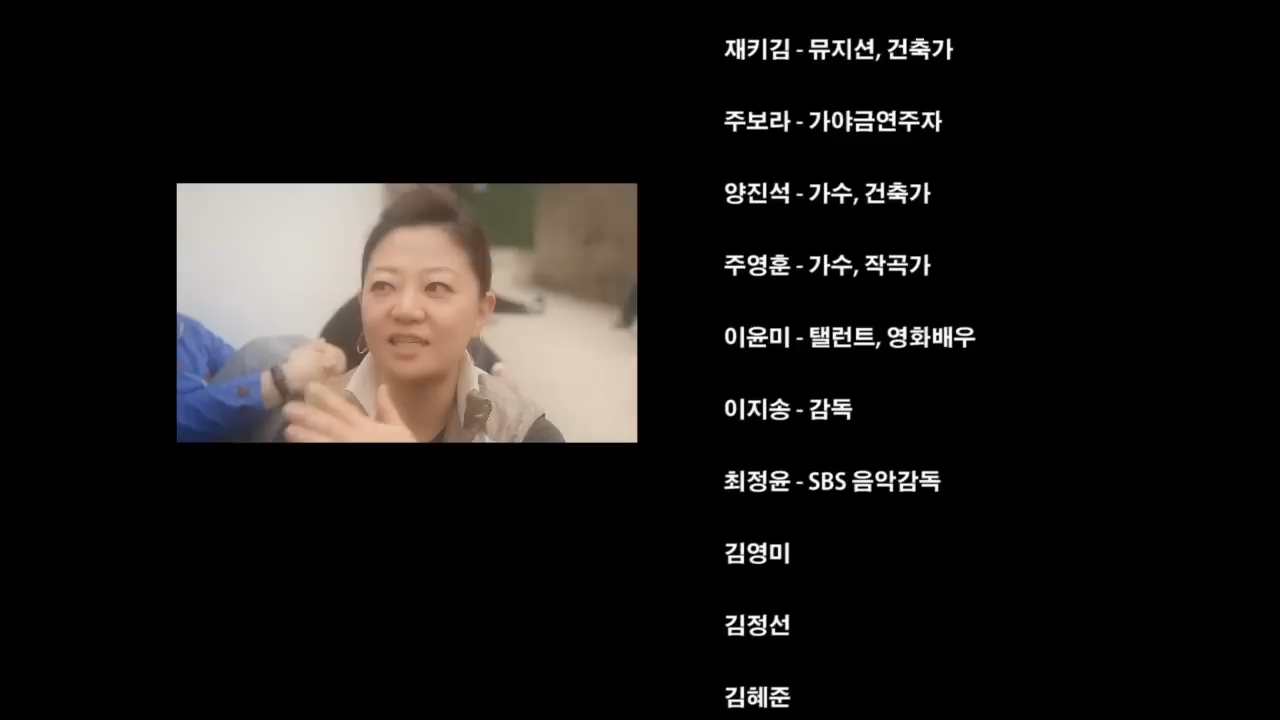 재키김 - 뮤지션, 건축가
주보라 - 가야금연주자
양진석 - 가수, 건축가
주영훈 - 가수, 작곡가
이윤미 - 탤런트, 영화배우
이지송 - 감독
최정윤 - SBS 음악감독
김영미
김정선
김혜준